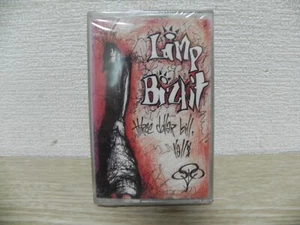 Limp
Bizkit
three dollar bill,
yall$